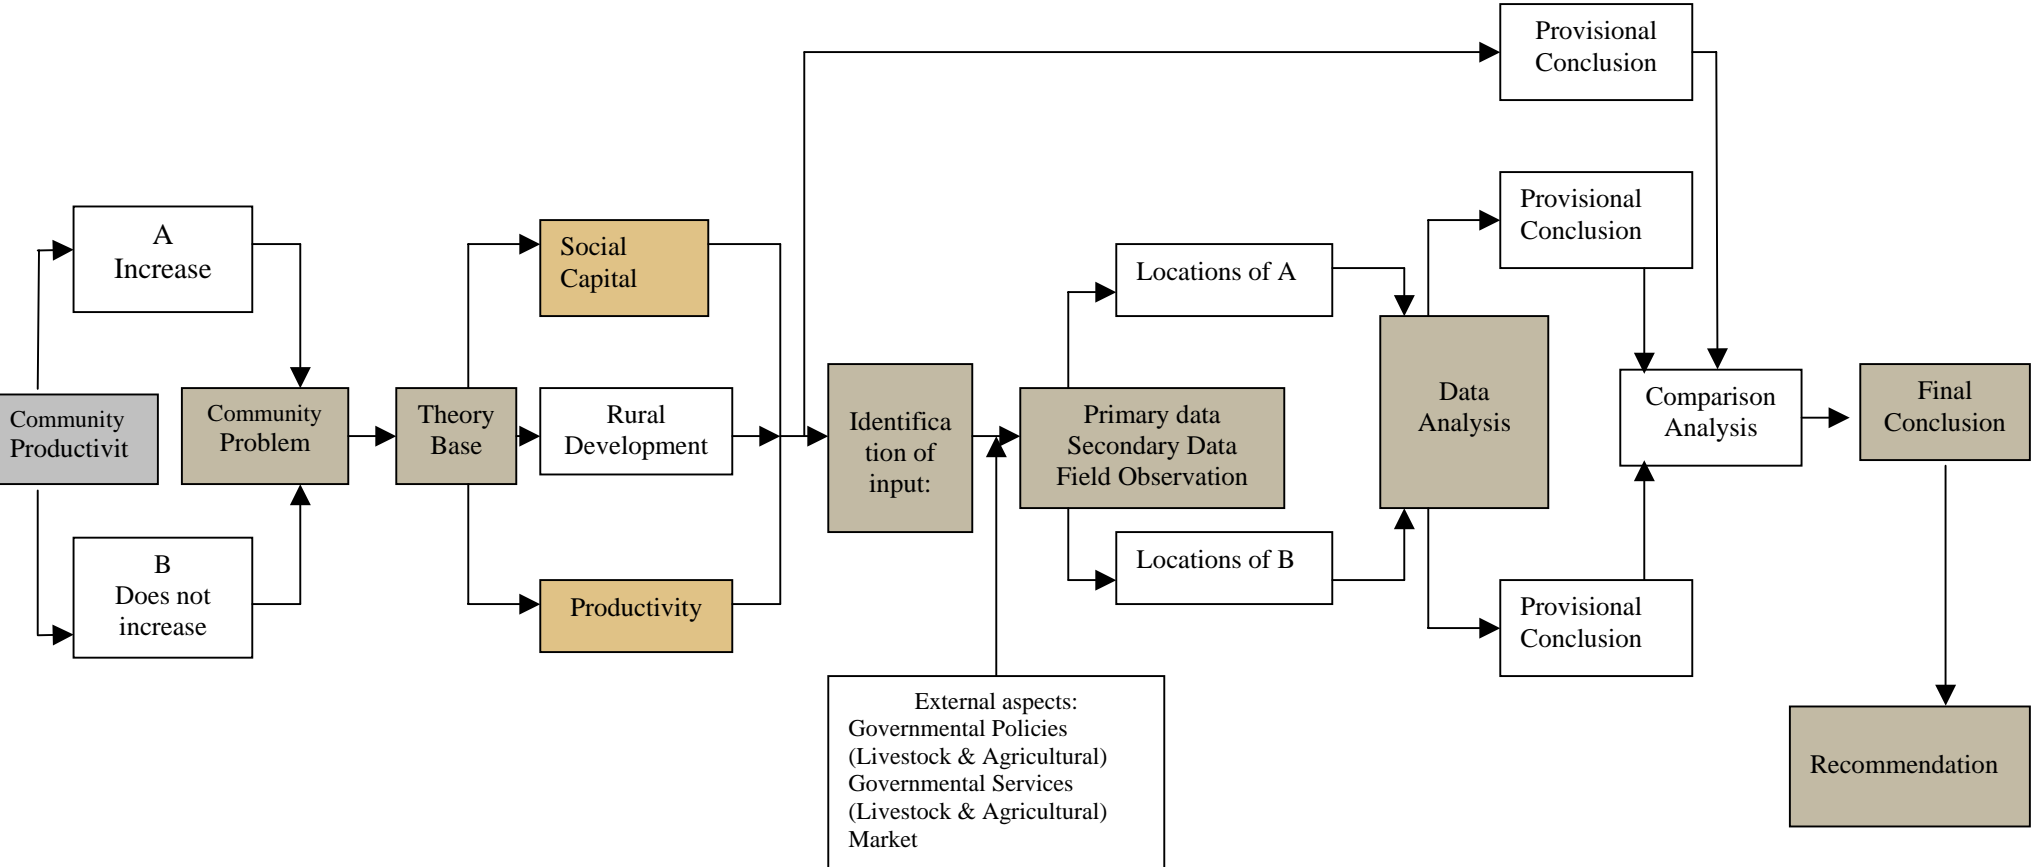 Provisional
Conclusion
A
Increase
Community
Productivit
B
Does not
increase
Community
Problem
Theory
Base
Social
Capital
Rural
Development
Productivity
Identifica
tion of
input:
External aspects:
Governmental Policies
(Livestock & Agricultural)
Governmental Services
(Livestock & Agricultural)
Market
Primary data
Secondary Data
Field Observation
Locations of A
Locations of B
Data
Analysis
Provisional
Conclusion
Provisional
Conclusion
Comparison
Analysis
Final
Conclusion
Recommendation